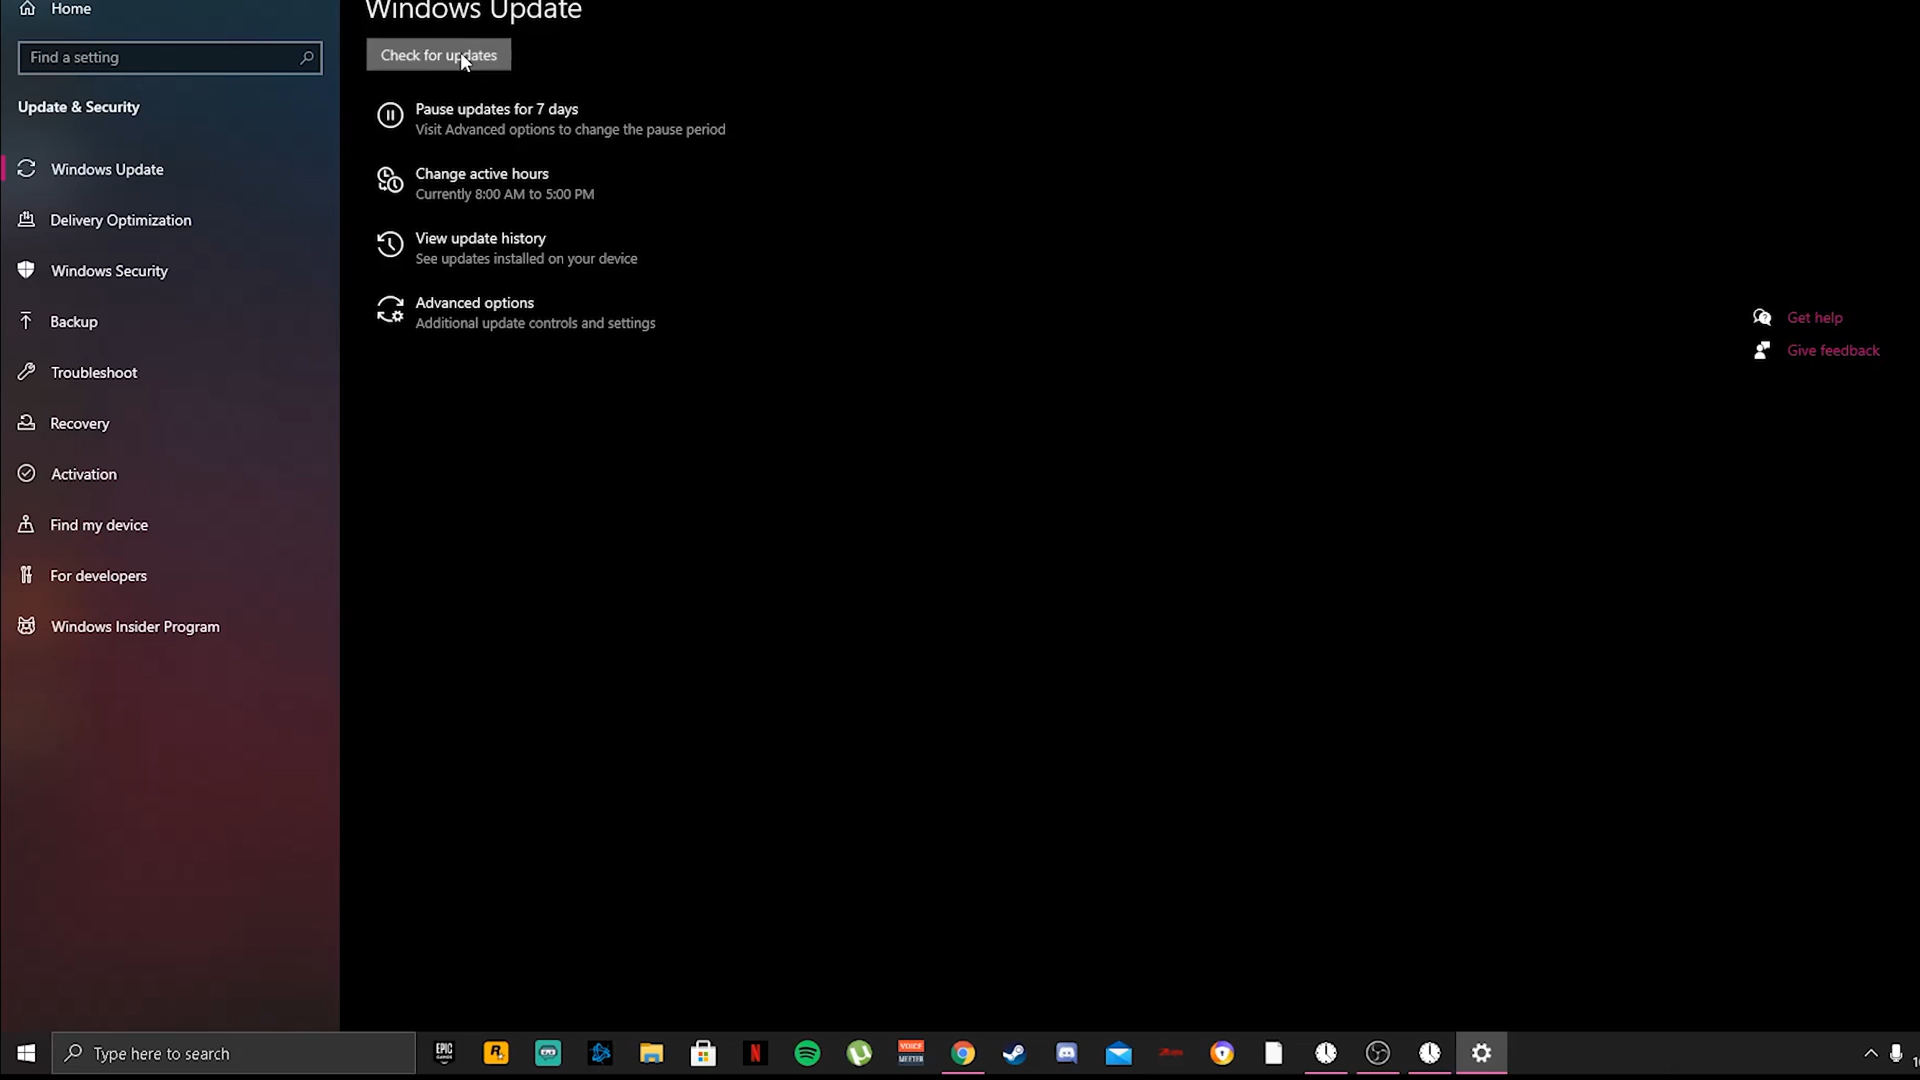 Home
Find a setting
Update & Security
Windows Update
Delivery Optimization
Windows Security
Backup
Troubleshoot
Recovery
Activation
Find my device
For developers
Windows Insider Program
Windows Update
Check for updates
Pause updates for 7 days
Visit Advanced options to change the pause period
Change active hours
Currently 8:00 AM to 5:00 PM
View update history
See updates installed on your device
Advanced options
Additional update controls and settings
Get help
Give feedback
Type here to search
EPIC
GAMES
R
N
VOICE
MEETER